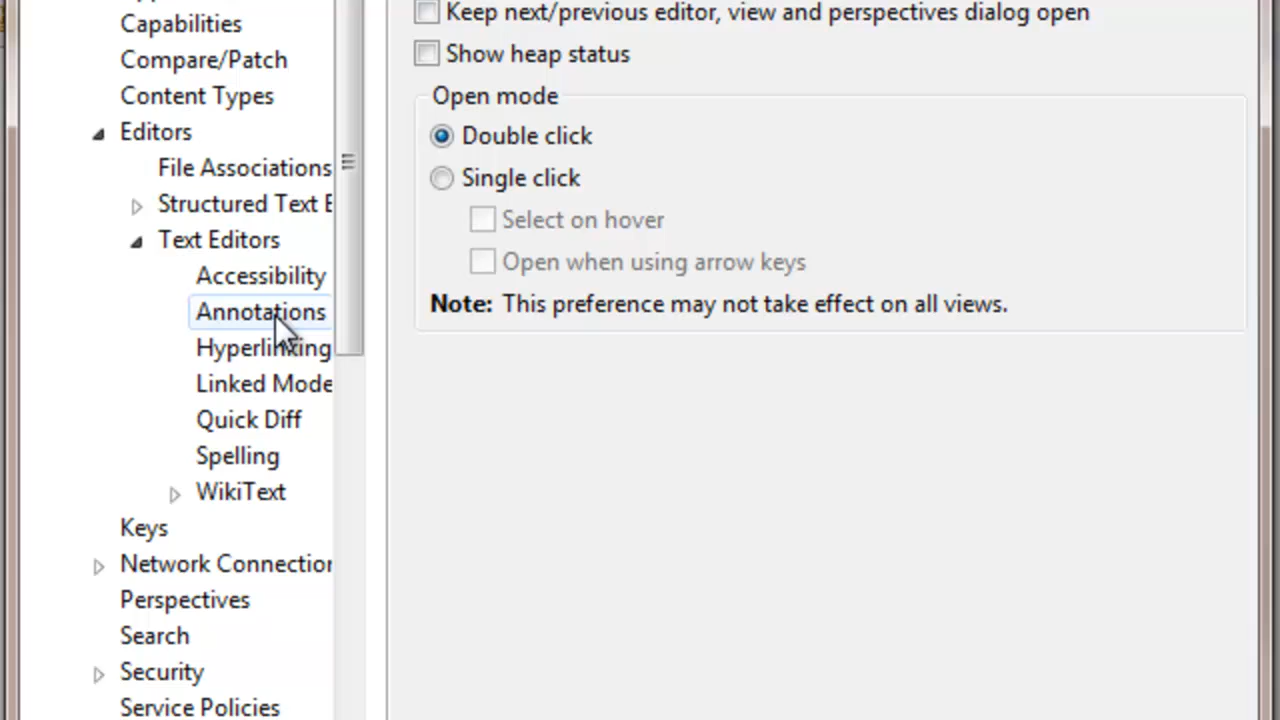 Capabilities
Compare/Patch
Content Types
Editors
File Associations
Structured Text E
Text Editors
Accessibility
Annotations
Hyperlinking
Linked Mode
Quick Diff
Spelling
WikiText
Keys
Network Connection
Perspectives
Search
Security
Service Policies
Keep next/previous editor, view and perspectives dialog open
Show heap status
Open mode
Double click
Single click
Select on hover
Open when using arrow keys
Note: This preference may not take effect on all views.